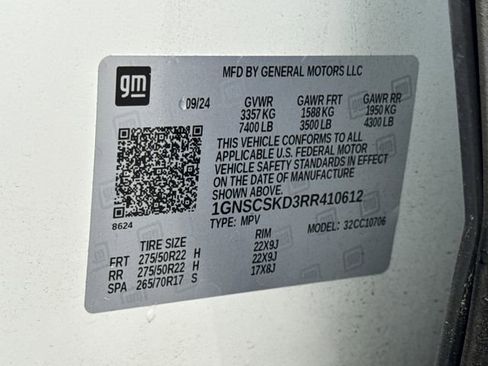 gm
MFD BY GENERAL MOTORS LLC
09/24 GVWR GAWR FRT GAWR RR
3357 KG 1588 KG 1950 KG
7400 LB 3500 LB 4300 LB
THIS VEHICLE CONFORMS TO ALL
APPLICABLE U.S. FEDERAL MOTOR
VEHICLE SAFETY STANDARDS IN EFFECT
ON THE DATE OF MANUFACTURE
SHOWN ABOVE.
1GNSCSKD3RR410612
8624 TYPE: MPV MODEL: 32CC10706
TIRE SIZE RIM
FRT 275/50R22 H 22X9J
RR 275/50R22 H 22X9J
SPA 265/70R17 S 17X8J